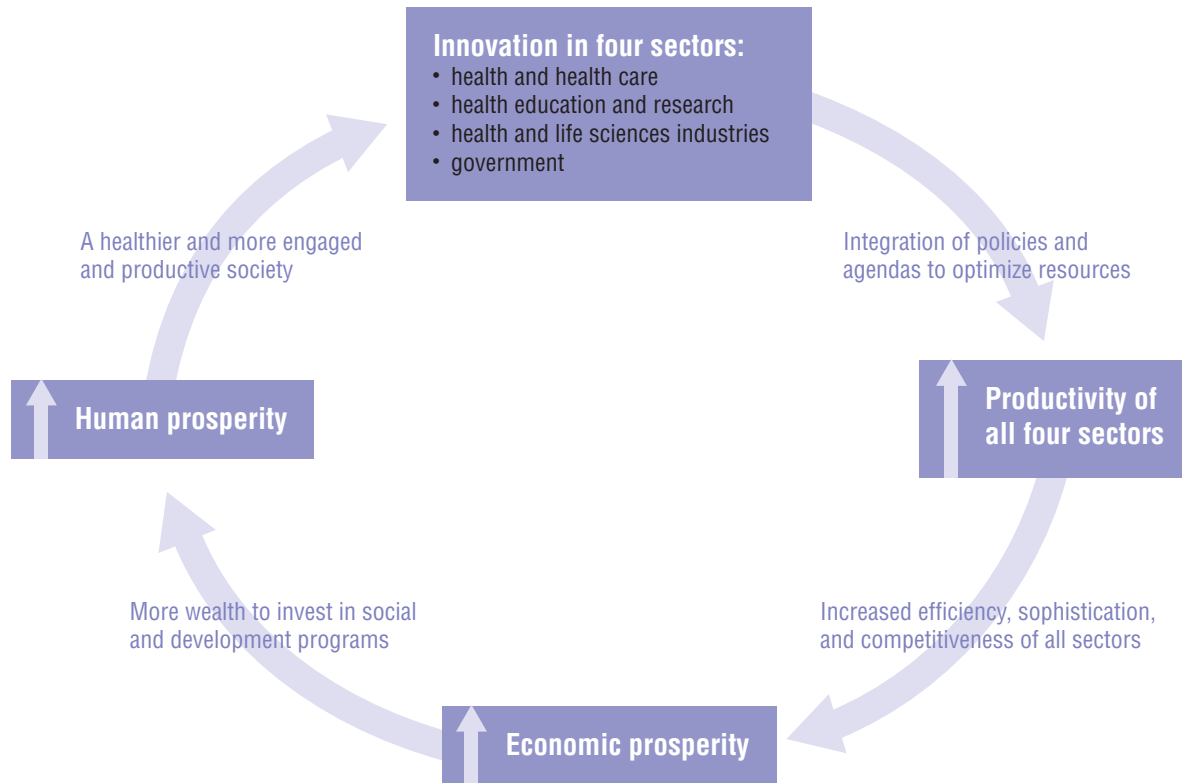 Innovation in four sectors:
• health and health care
• health education and research
• health and life sciences industries
• government
Integration of policies and
agendas to optimize resources
Productivity of
all four sectors
Increased efficiency, sophistication,
and competitiveness of all sectors
Economic prosperity
More wealth to invest in social
and development programs
Human prosperity
A healthier and more engaged
and productive society